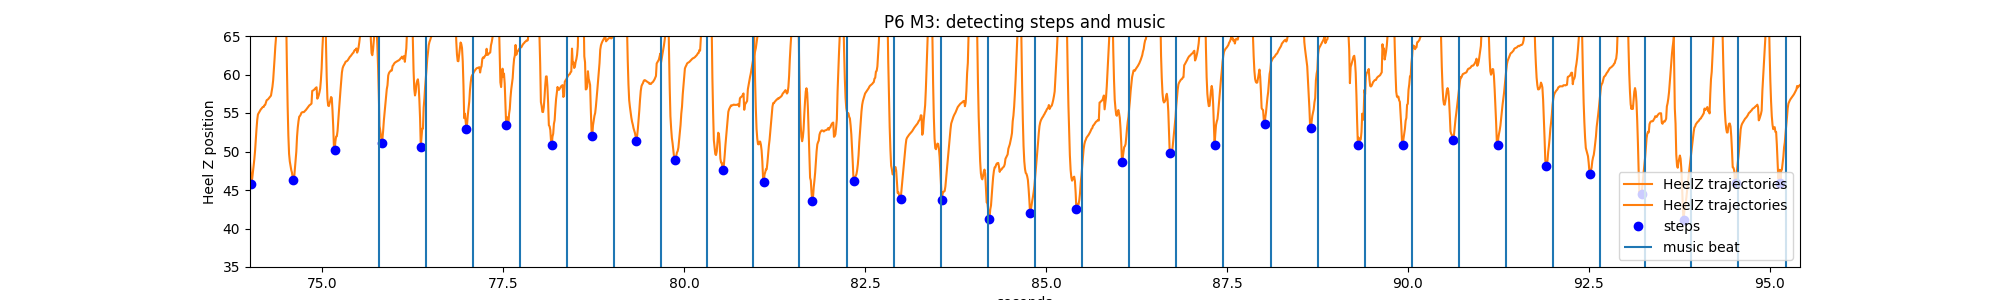 P6 M3: detecting steps and music
Heel Z position
65
60
55
50
45
40
35
HeelZ trajectories
HeelZ trajectories
steps
music beat
75.0 77.5 80.0 82.5 85.0 87.5 90.0 92.5 95.0
seconds